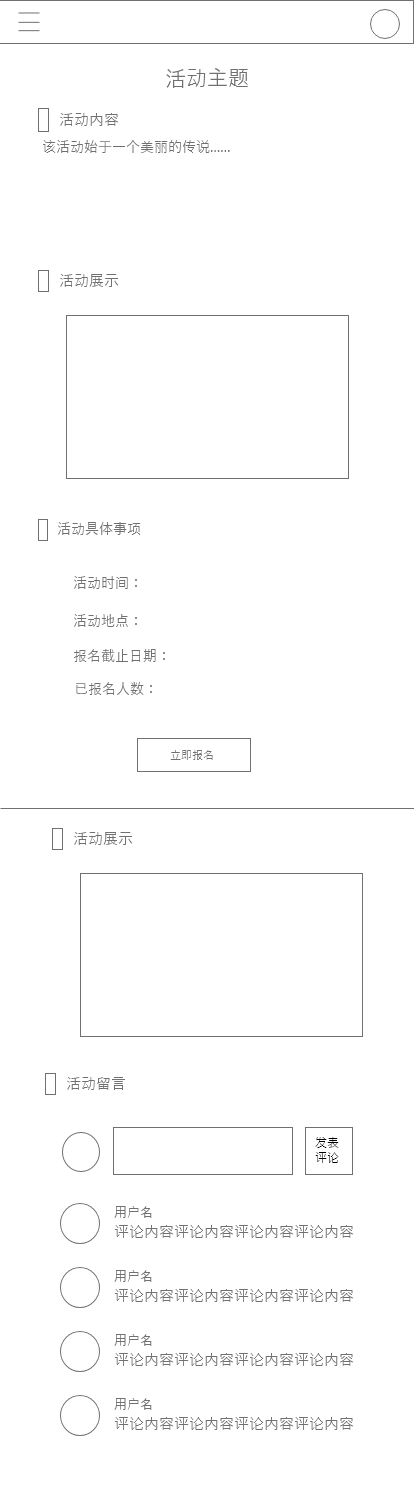 活动主题
活动内容
该活动始于一个美丽的传说......
活动展示
活动具体事项
活动时间：
活动地点：
报名截止日期：
已报名人数：
立即报名
活动展示
活动留言
发表
评论
用户名
评论内容评论内容评论内容评论内容
用户名
评论内容评论内容评论内容评论内容
用户名
评论内容评论内容评论内容评论内容
用户名
评论内容评论内容评论内容评论内容